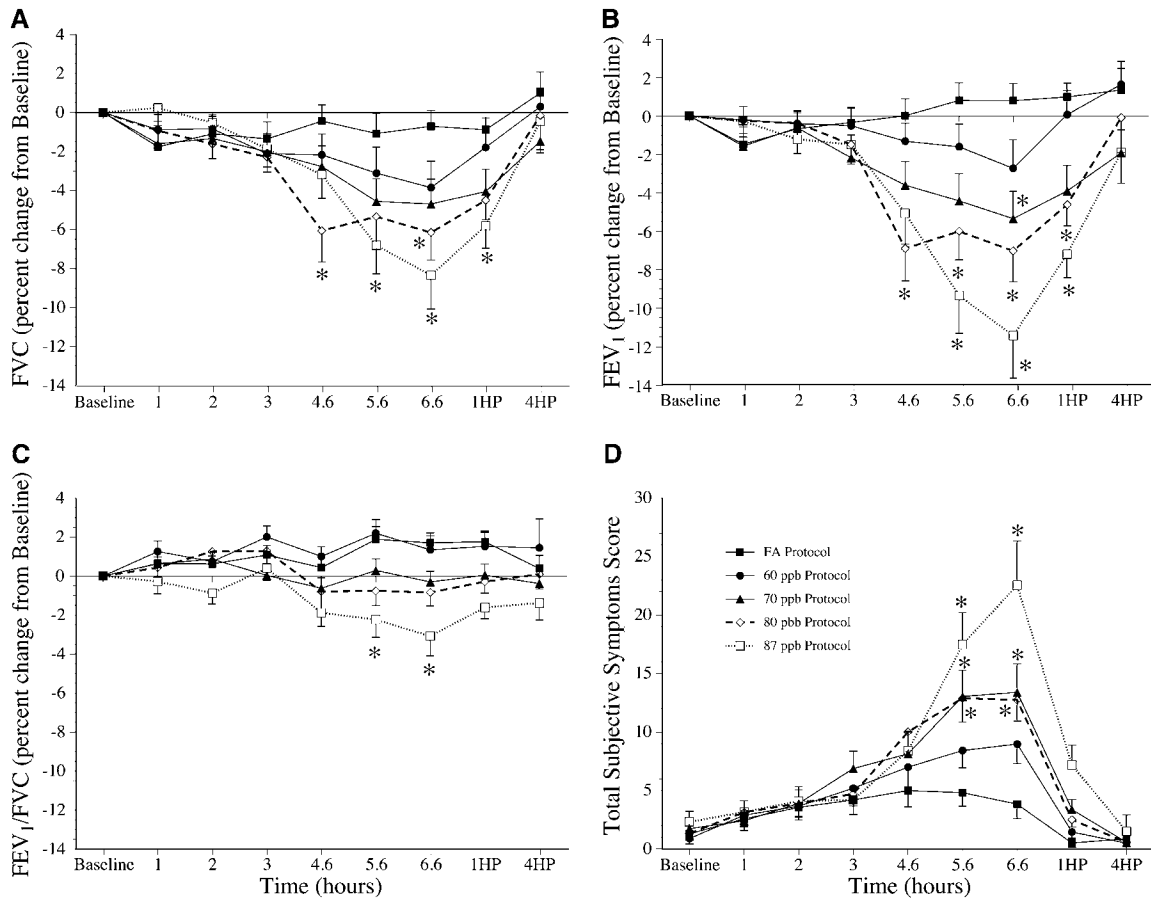 A
FVC (percent change from Baseline)
4
2
0
-2
-4
-6
-8
-10
-12
-14
* * * * *
Baseline 1 2 3 4.6 5.6 6.6 1HP 4HP
B
FEV1 (percent change from Baseline)
4
2
0
-2
-4
-6
-8
-10
-12
-14
* * * * * * * *
Baseline 1 2 3 4.6 5.6 6.6 1HP 4HP
C
FEV1/FVC (percent change from Baseline)
4
2
0
-2
-4
-6
-8
-10
-12
-14
* *
Baseline 1 2 3 4.6 5.6 6.6 1HP 4HP
Time (hours)
D
Total Subjective Symptoms Score
30
25
20
15
10
5
0
FA Protocol
60 ppb Protocol
70 ppb Protocol
80 ppb Protocol
87 ppb Protocol
* * * * * *
Baseline 1 2 3 4.6 5.6 6.6 1HP 4HP
Time (hours)